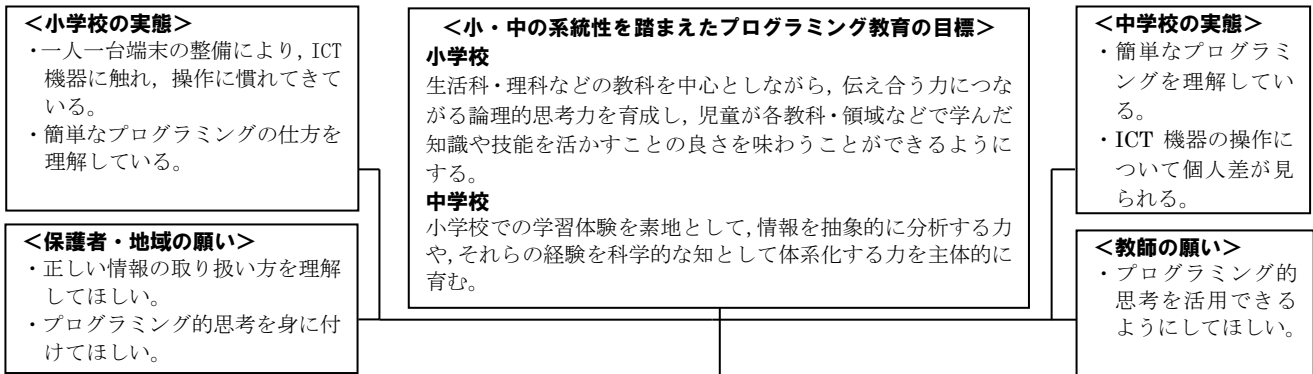 ＜小学校の実態＞
・一人一台端末の整備により，ICT
機器に触れ，操作に慣れてきて
いる。
・簡単なプログラミングの仕方を
理解している。
＜保護者・地域の願い＞
・正しい情報の取り扱い方を理解
してほしい。
・プログラミング的思考を身に付
けてほしい。
＜小・中の系統性を踏まえたプログラミング教育の目標＞
小学校
生活科・理科などの教科を中心としながら，伝え合う力につな
がる論理的思考力を育成し，児童が各教科・領域などで学んだ
知識や技能を活かすことの良さを味わうことができるように
する。
中学校
小学校での学習体験を素地として，情報を抽象的に分析する力
や，それらの経験を科学的な知として体系化する力を主体的に
育む。
＜中学校の実態＞
・簡単なプログラミ
ングを理解してい
る。
・ICT 機器の操作に
ついて個人差が見
られる。
＜教師の願い＞
・プログラミング的
思考を活用できる
ようにしてほしい。